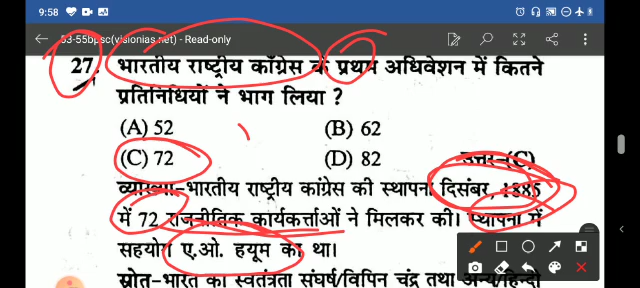 9:58
53-55bpsc(visionias.net) - Read-only
27. भारतीय राष्ट्रीय कॉंग्रेस के प्रथम अधिवेशन में कितने
प्रतिनिधियों ने भाग लिया ?
(A) 52 (B) 62
(C) 72 (D) 82 उत्तर-(C)
व्याख्या-भारतीय राष्ट्रीय कांग्रेस की स्थापना दिसंबर, 1885
में 72 राजनीतिक कार्यकर्त्ताओं ने मिलकर की। स्थापना में
सहयोग ए.ओ. हयूम का था।
स्रोत-भारत का स्वतंत्रता संघर्ष/विपिन चंद्र तथा अन्य/हिन्दी